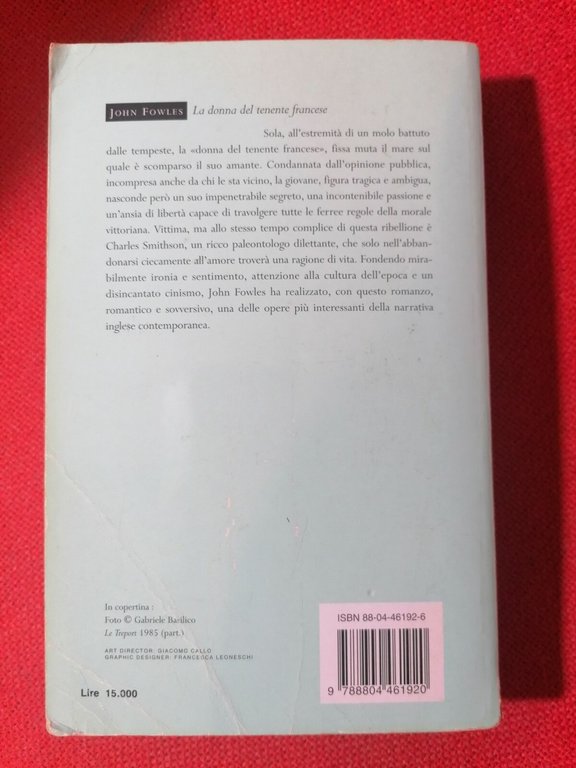 JOHN FOWLES La donna del tenente francese
Sola, all'estremità di un molo battuto
dalle tempeste, la «donna del tenente francese», fissa muta il mare sul
quale è scomparso il suo amante. Condannata dall'opinione pubblica,
incompresa anche da chi le sta vicino, la giovane, figura tragica e ambigua,
nasconde però un suo impenetrabile segreto, una incontenibile passione e
un'ansia di libertà capace di travolgere tutte le ferree regole della morale
vittoriana. Vittima, ma allo stesso tempo complice di questa ribellione è
Charles Smithson, un ricco paleontologo dilettante, che solo nell'abban-
donarsi ciecamente all'amore troverà una ragione di vita. Fondendo mira-
bilmente ironia e sentimento, attenzione alla cultura dell'epoca e un
disincantato cinismo, John Fowles ha realizzato, con questo romanzo,
romantico e sovversivo, una delle opere più interessanti della narrativa
inglese contemporanea.
In copertina :
Foto © Gabriele Basilico
Le Treport 1985 (part.)
ART DIRECTOR: GIACOMO CALLO
GRAPHIC DESIGNER: FRANCESCA LEONESCHI
Lire 15.000
ISBN 88-04-46192-6
9 788804 461920